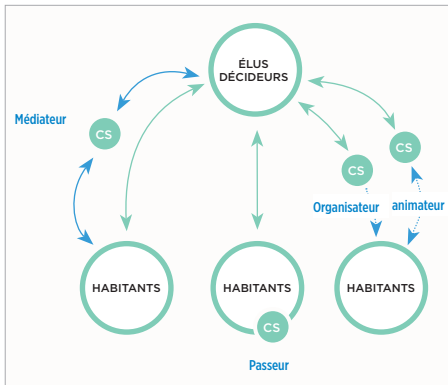 ÉLUS
DÉCIDEURS
Médiateur
CS
CS
CS
Organisateur
animateur
HABITANTS
HABITANTS
HABITANTS
CS
Passeur